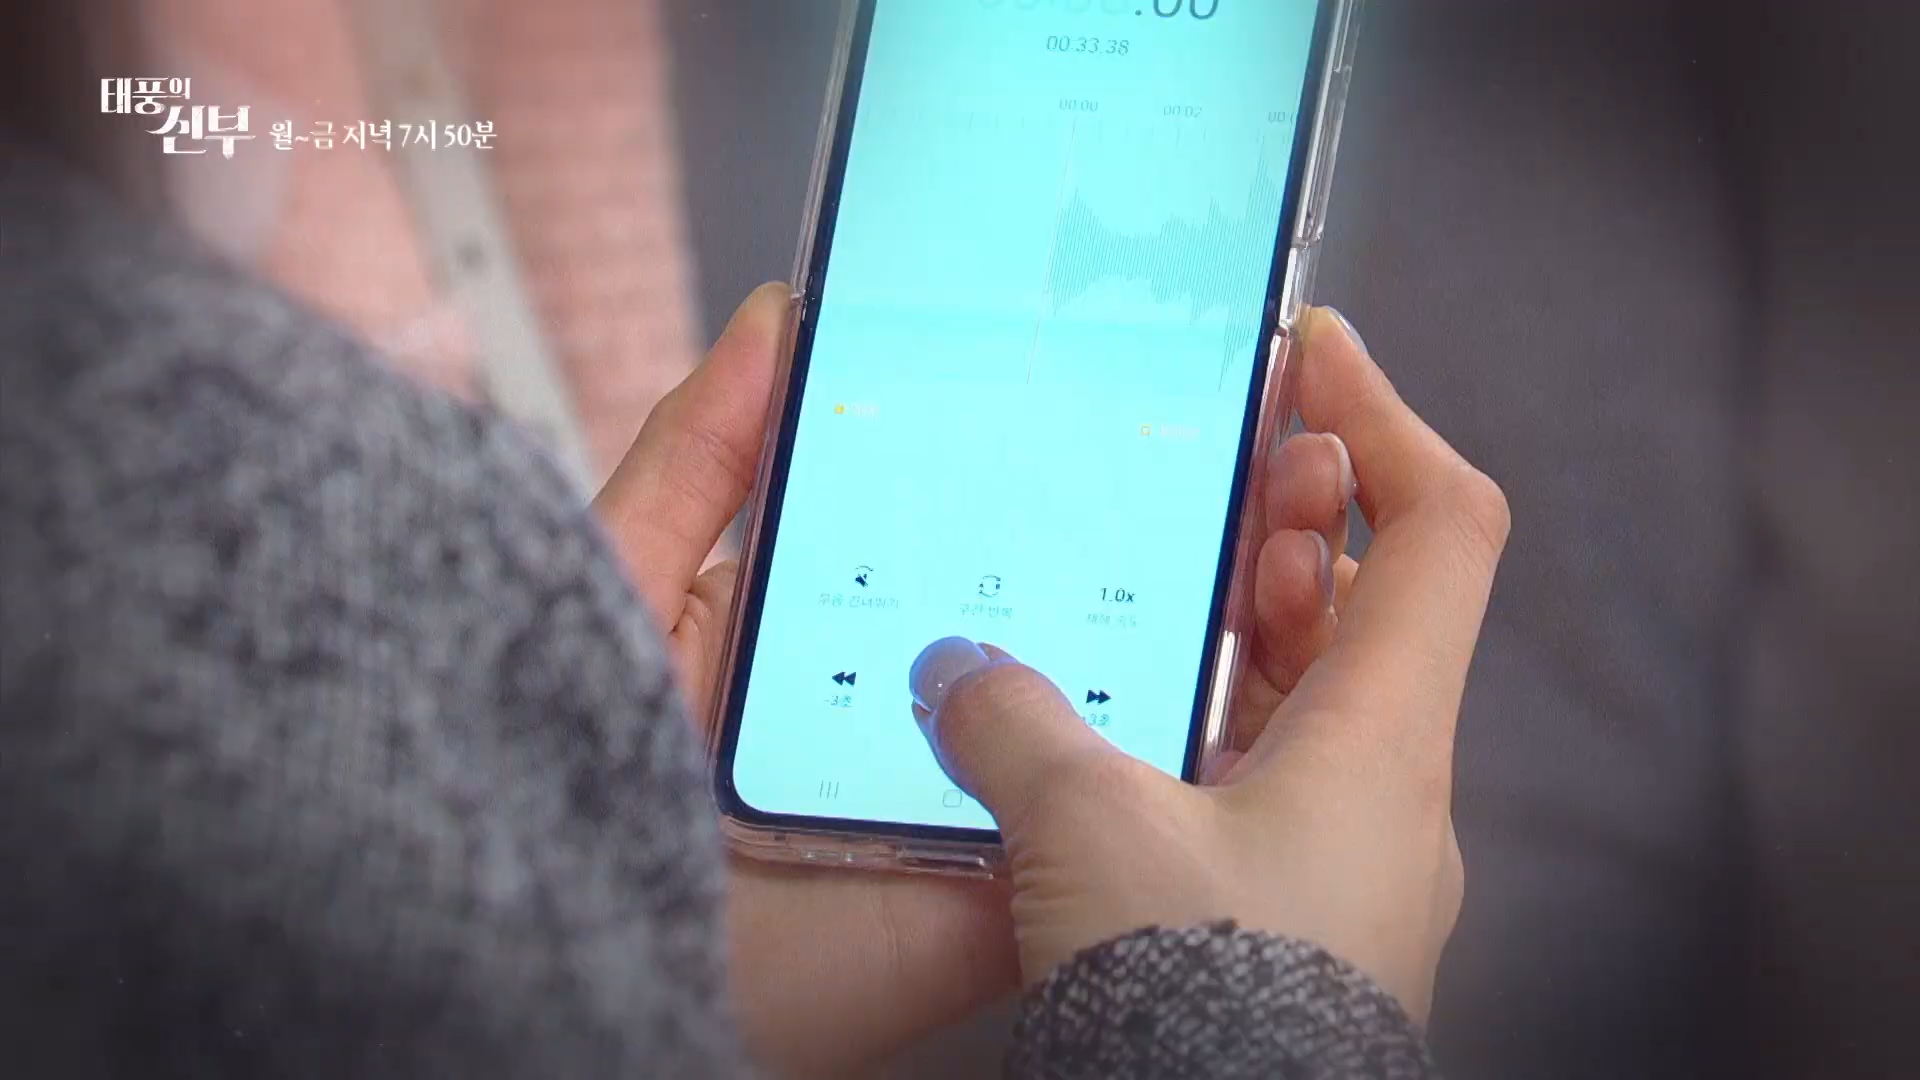 태풍의
신부 월~금 저녁 7시 50분
00:33.38
00:00 00:02
무음 건너뛰기 구간 반복 1.0x
재생 속도
-3초 +3초